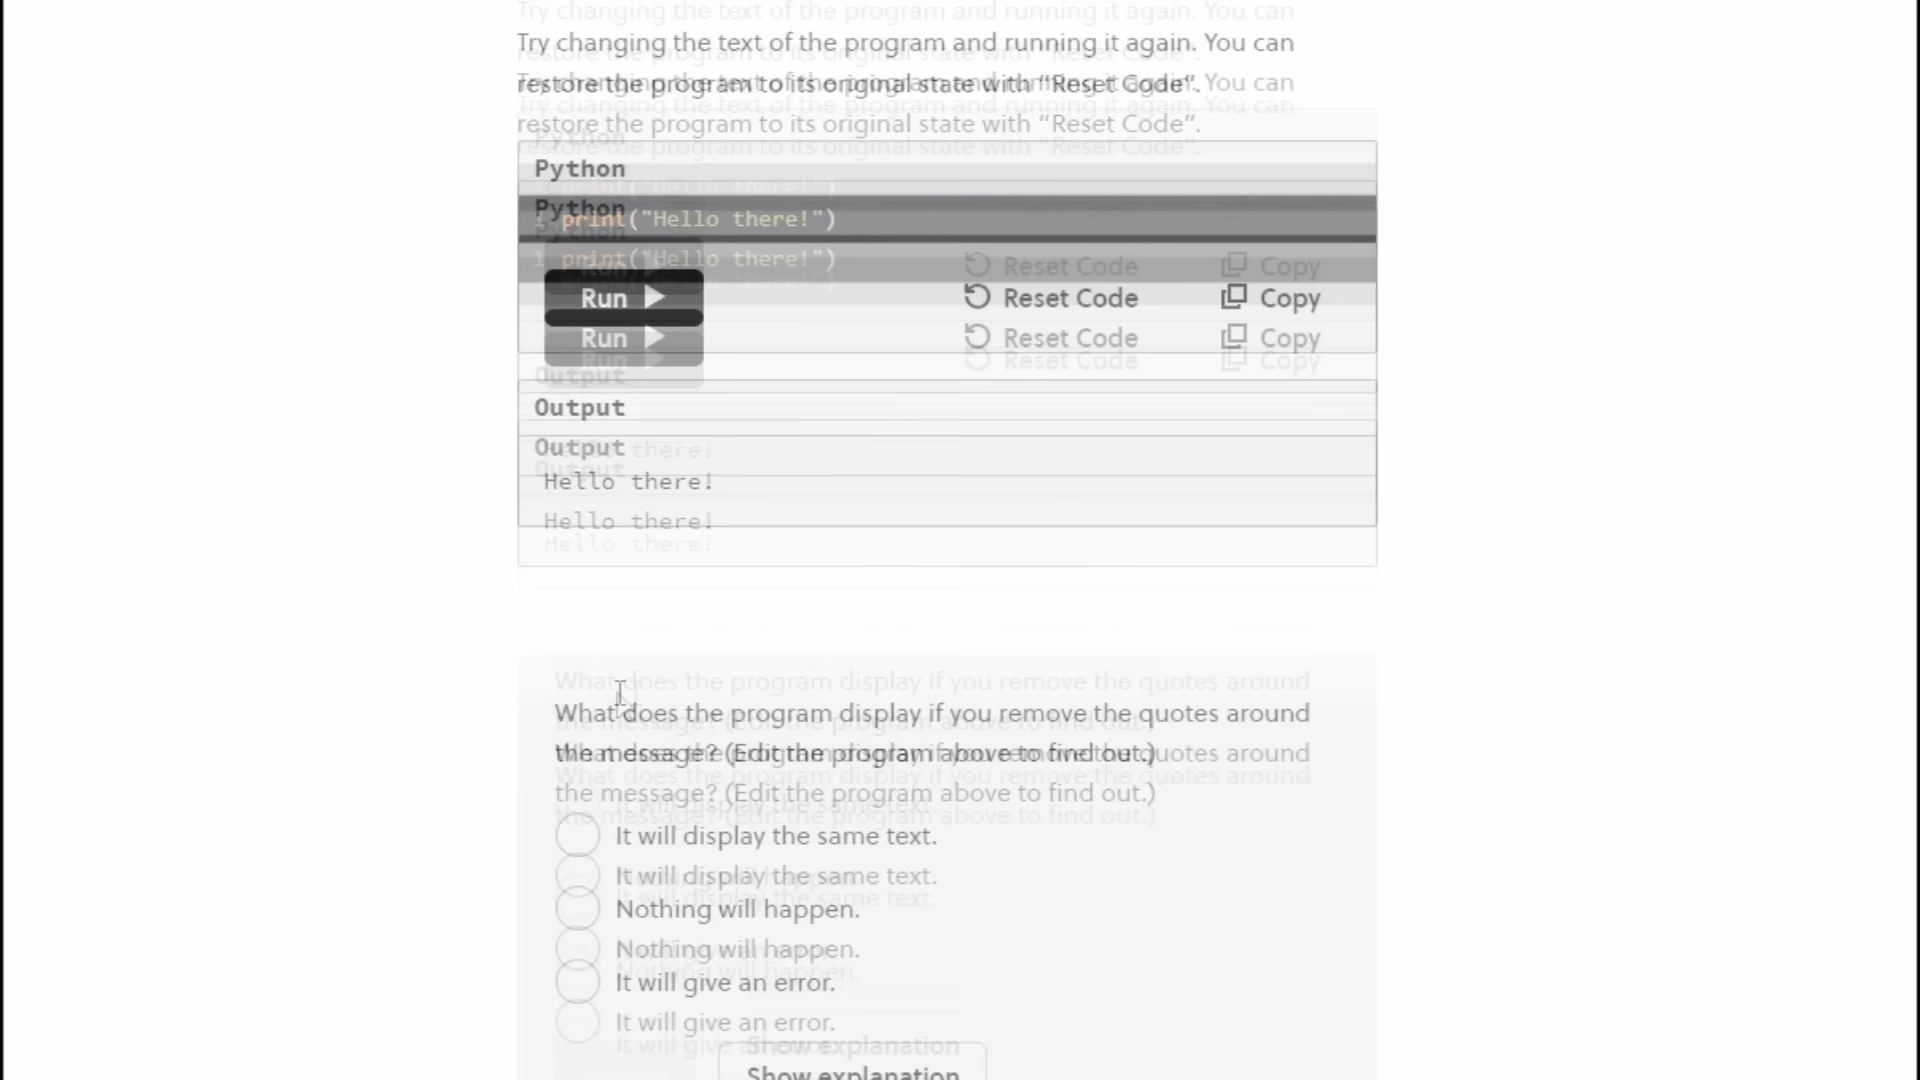 Try changing the text of the program and running it again. You can
restore the program to its original state with “Reset Code”.
Python
1 print("Hello there!")
Run
Reset Code
Copy
Output
Hello there!
What does the program display if you remove the quotes around
the message? (Edit the program above to find out.)
It will display the same text.
Nothing will happen.
It will give an error.
Show explanation